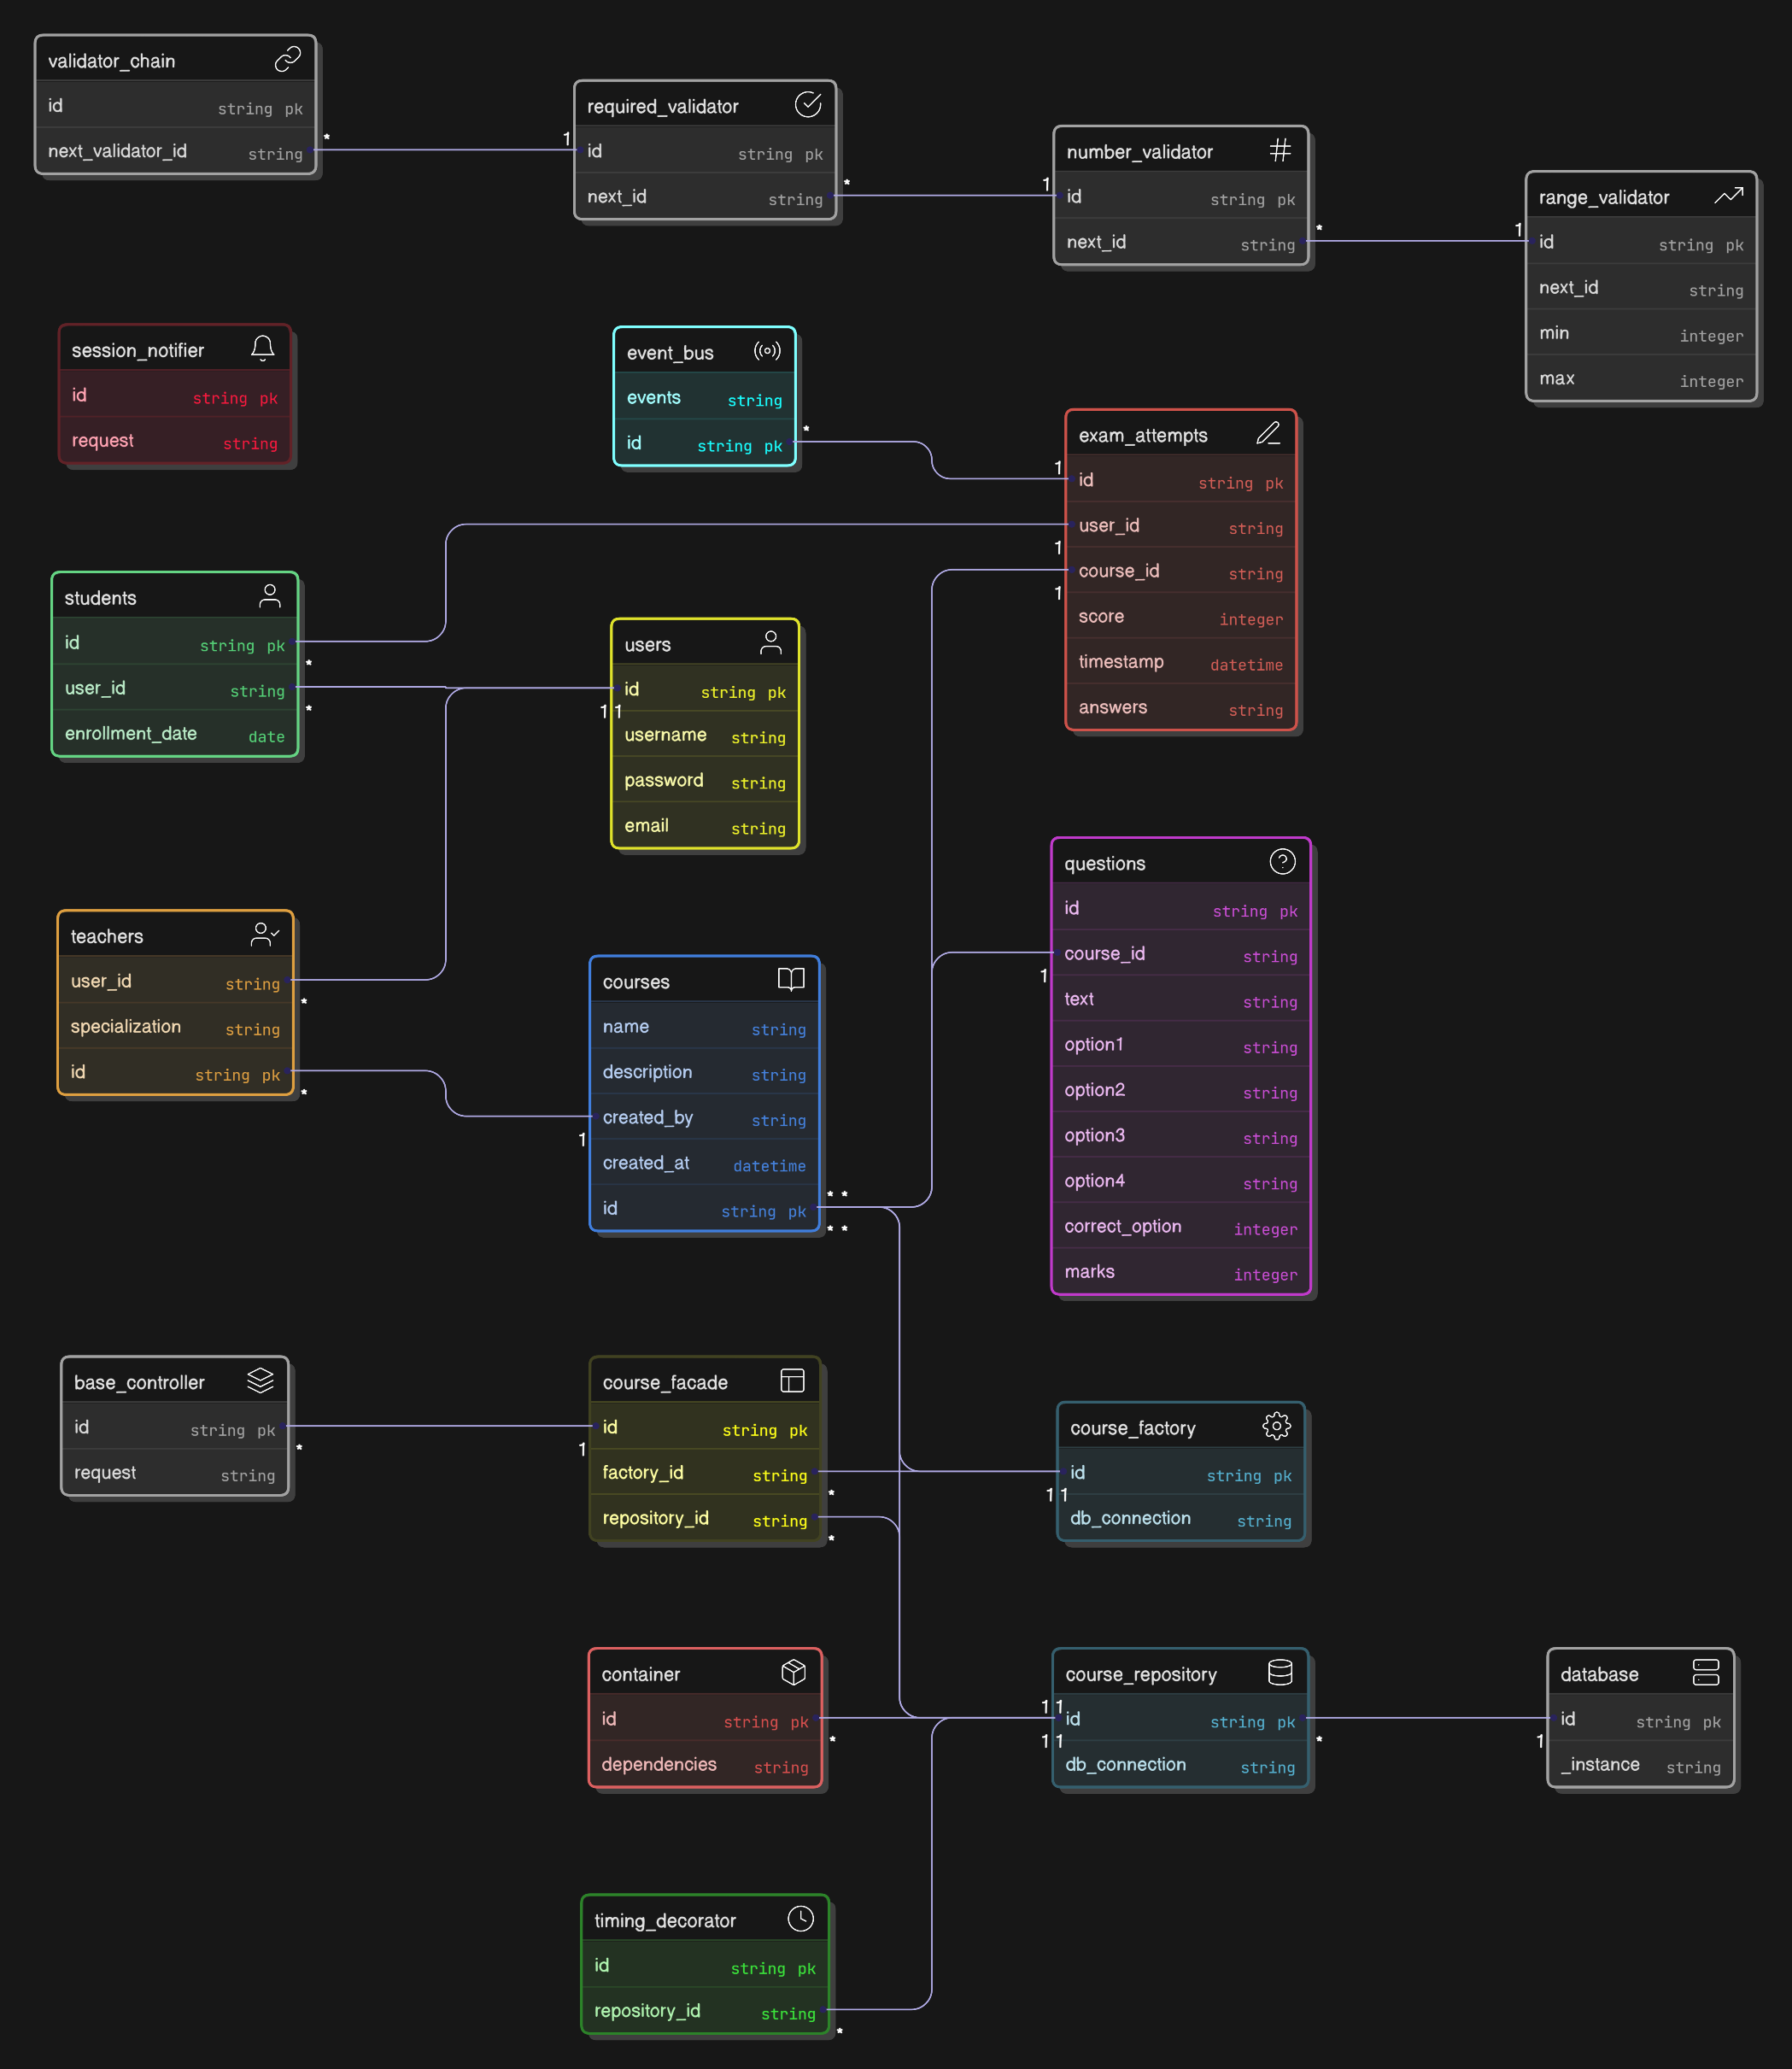 validator_chain
id string pk
next_validator_id string
*
1
required_validator
id string pk
next_id string
*
1
number_validator
id string pk
next_id string
*
1
range_validator
id string pk
next_id string
min integer
max integer
session_notifier
id string pk
request string
event_bus
events string
id string pk
*
1
exam_attempts
id string pk
user_id string
1
course_id string
1
score integer
timestamp datetime
answers string
students
id string pk
*
user_id string
*
enrollment_date date
users
id string pk
1 1
username string
password string
email string
teachers
user_id string
*
specialization string
id string pk
*
courses
name string
description string
created_by string
1
created_at datetime
* *
id string pk
* *
questions
id string pk
course_id string
1
text string
option1 string
option2 string
option3 string
option4 string
correct_option integer
marks integer
base_controller
id string pk
*
request string
course_facade
id string pk
1
factory_id string
*
repository_id string
*
course_factory
id string pk
1 1
db_connection string
container
id string pk
*
dependencies string
course_repository
1 1
id string pk
*
1 1
db_connection string
database
id string pk
1
_instance string
timing_decorator
id string pk
repository_id string
*